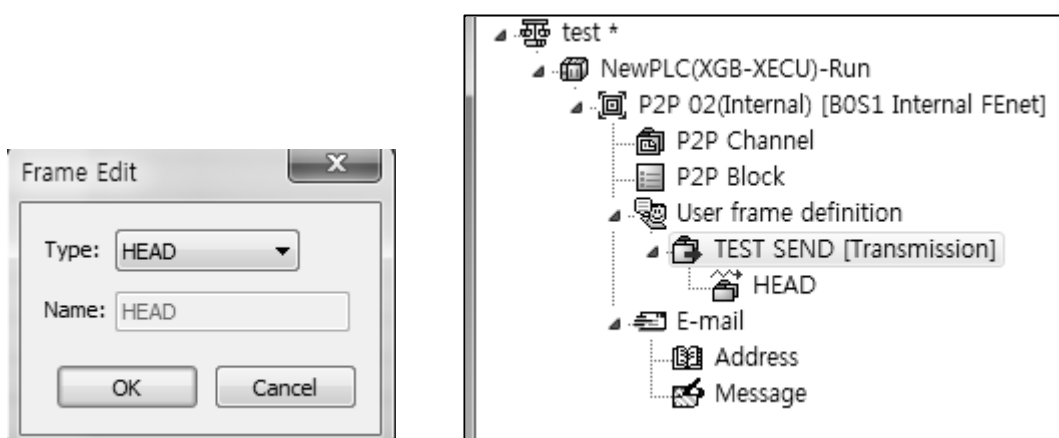 Frame Edit
Type: HEAD
Name: HEAD
OK Cancel
test *
NewPLC(XGB-XECU)-Run
P2P 02(Internal) [B0S1 Internal FEnet]
P2P Channel
P2P Block
User frame definition
TEST SEND [Transmission]
HEAD
E-mail
Address
Message